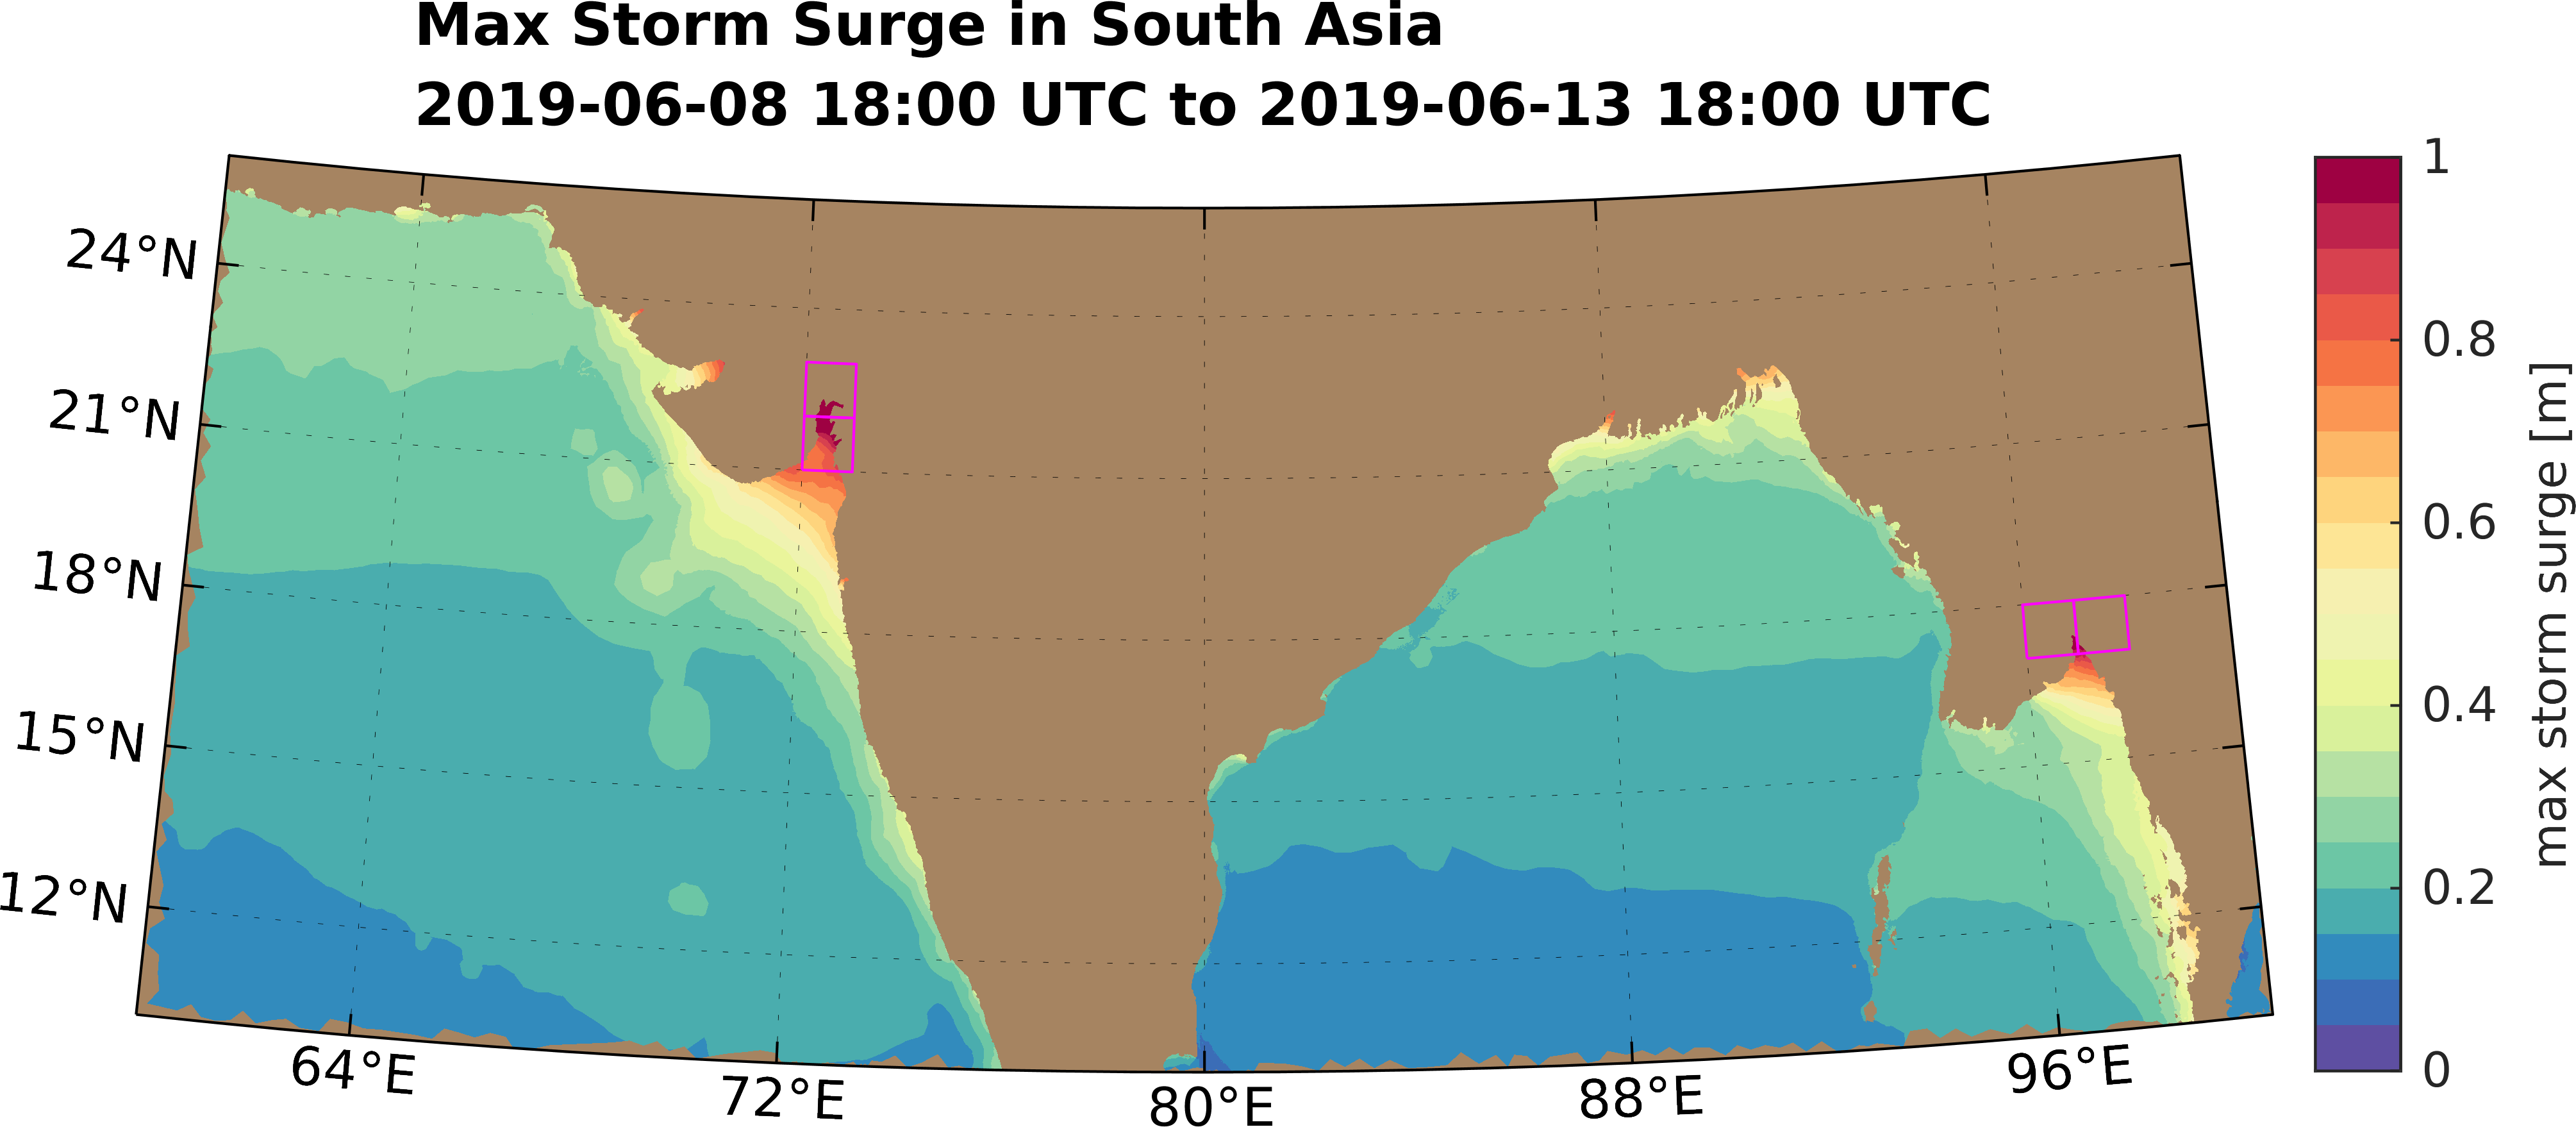 Max Storm Surge in South Asia
2019-06-08 18:00 UTC to 2019-06-13 18:00 UTC
24°N
21°N
18°N
15°N
12°N
64°E
72°E
80°E
88°E
96°E
1
0.8
0.6
0.4
0.2
0
max storm surge [m]